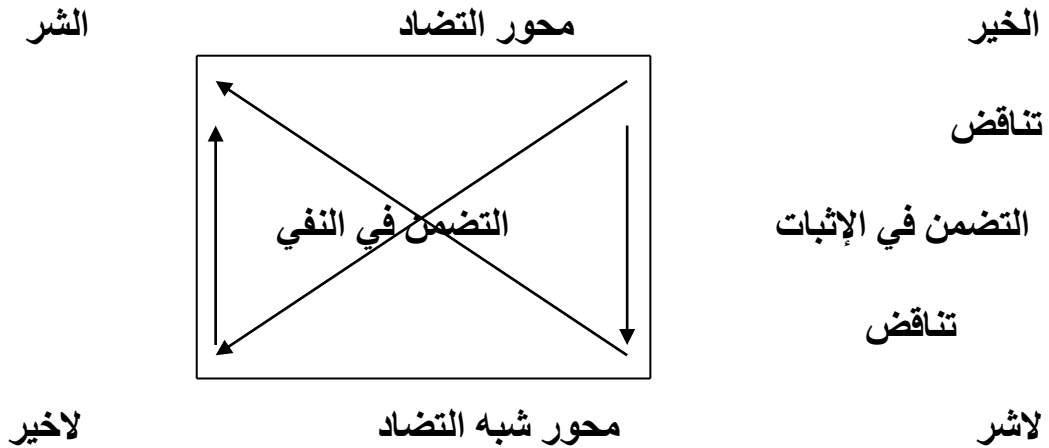 الخير محور التضاد الشر
تناقض
التضمن في الإثبات التضمن في النفي
تناقض
لاشر محور شبه التضاد لاخير